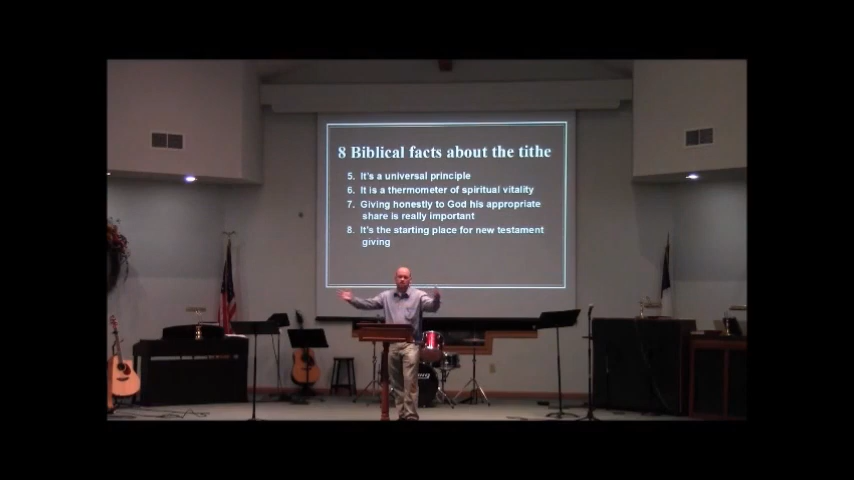 8 Biblical facts about the tithe
5. It's a universal principle
6. It is a thermometer of spiritual vitality
7. Giving honestly to God his appropriate
share is really important
8. It's the starting place for new testament
giving